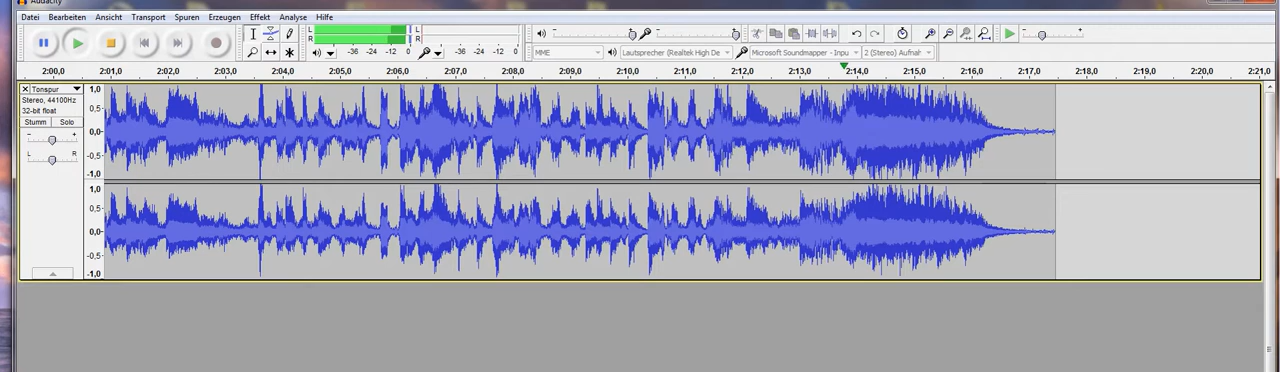 Audacity
Datei Bearbeiten Ansicht Transport Spuren Erzeugen Effekt Analyse Hilfe
L L
R R
-36 -24 -12 0 -36 -24 -12 0
MME Lautsprecher (Realtek High De Microsoft Soundmapper - Inpu 2 (Stereo) Aufnah
2:00,0 2:01,0 2:02,0 2:03,0 2:04,0 2:05,0 2:06,0 2:07,0 2:08,0 2:09,0 2:10,0 2:11,0 2:12,0 2:13,0 2:14,0 2:15,0 2:16,0 2:17,0 2:18,0 2:19,0 2:20,0 2:21,0
X Tonspur
Stereo, 44100Hz
32-bit float
Stumm Solo
- +
L R
1,0
0,5
0,0
-0,5
-1,0
1,0
0,5
0,0
-0,5
-1,0